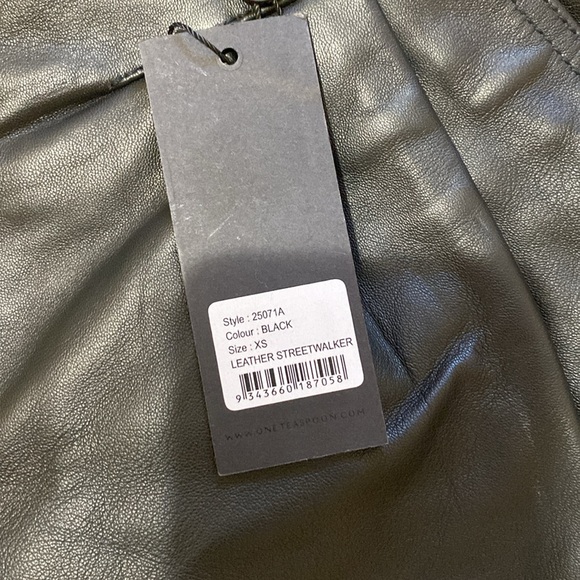 Style : 25071A
Colour : BLACK
Size : XS
LEATHER STREETWALKER
9 343660 187058
WWW.ONETEASPOON.COM